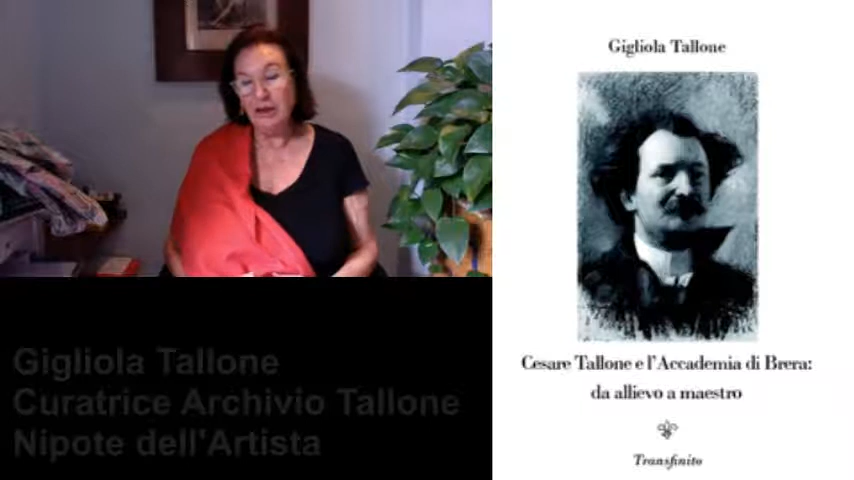 Gigliola Tallone
Curatrice Archivio Tallone
Nipote dell'Artista
Gigliola Tallone
Cesare Tallone e l'Accademia di Brera:
da allievo a maestro
Transfinito